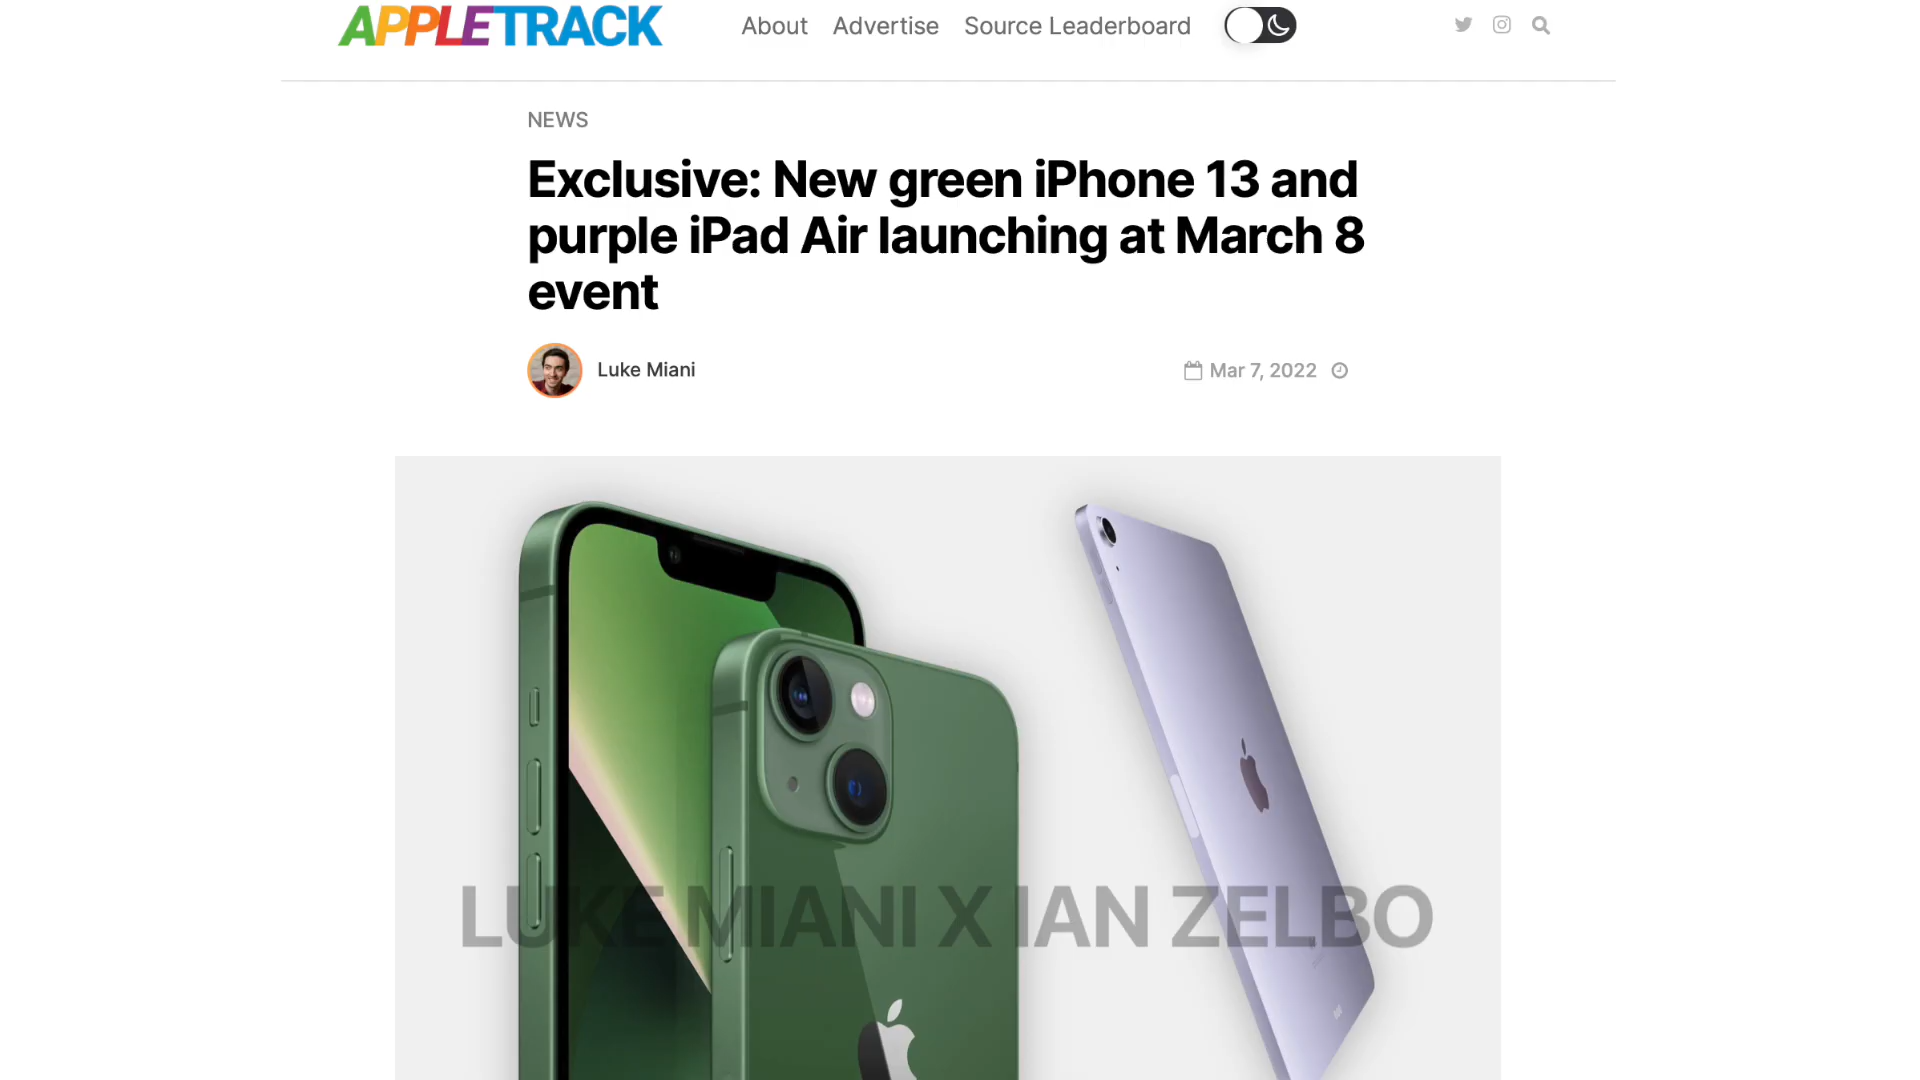 APPLETRACK
About Advertise Source Leaderboard
NEWS
Exclusive: New green iPhone 13 and
purple iPad Air launching at March 8
event
Luke Miani
Mar 7, 2022
LUKE MIANI X IAN ZELBO